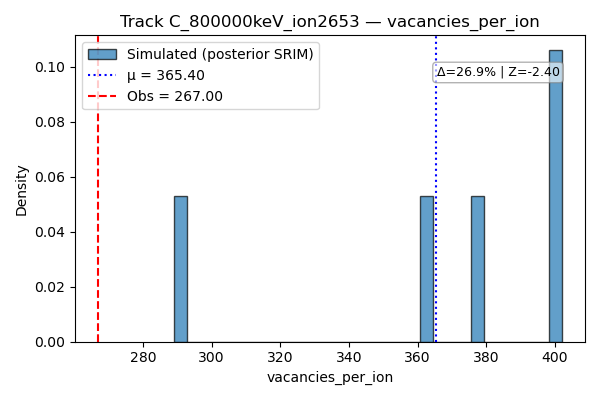 Track C_800000keV_ion2653 — vacancies_per_ion
Simulated (posterior SRIM)
μ = 365.40
Obs = 267.00
Δ=26.9% | Z=-2.40
Density
0.10
0.08
0.06
0.04
0.02
0.00
280
300
320
340
360
380
400
vacancies_per_ion